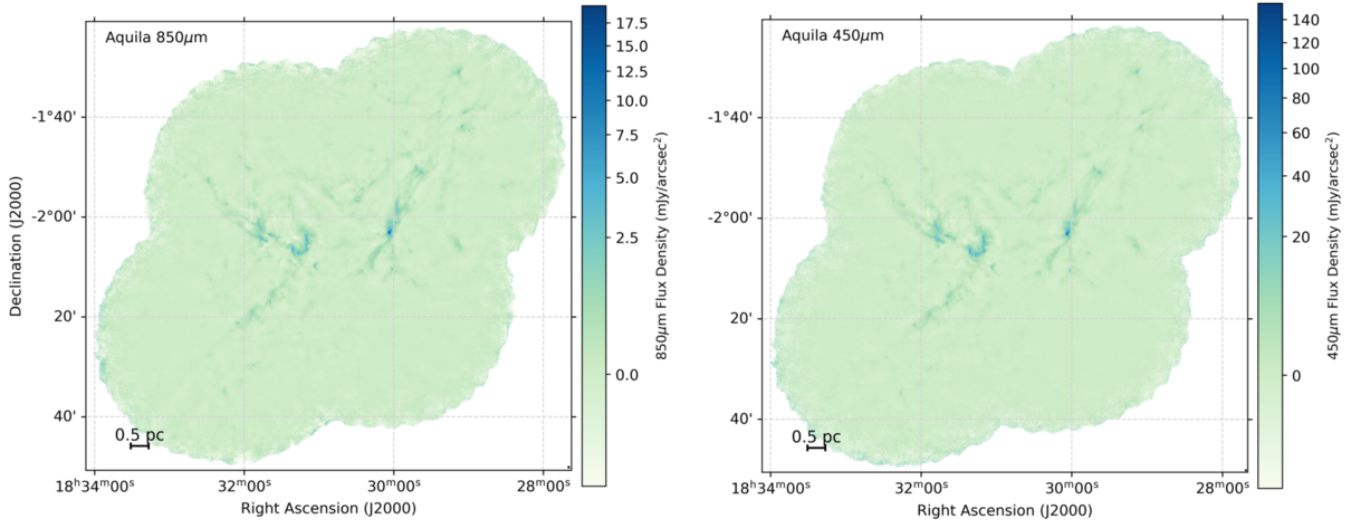 Aquila 850μm
Declination (J2000)
-1°40'
-2°00'
20'
40'
0.5 pc
18ʰ34ᵐ00ˢ
32ᵐ00ˢ
30ᵐ00ˢ
28ᵐ00ˢ
Right Ascension (J2000)
17.5
15.0
12.5
10.0
7.5
5.0
2.5
0.0
850μm Flux Density (mJy/arcsec²)
Aquila 450μm
-1°40'
-2°00'
20'
40'
0.5 pc
18ʰ34ᵐ00ˢ
32ᵐ00ˢ
30ᵐ00ˢ
28ᵐ00ˢ
Right Ascension (J2000)
140
120
100
80
60
40
20
0
450μm Flux Density (mJy/arcsec²)